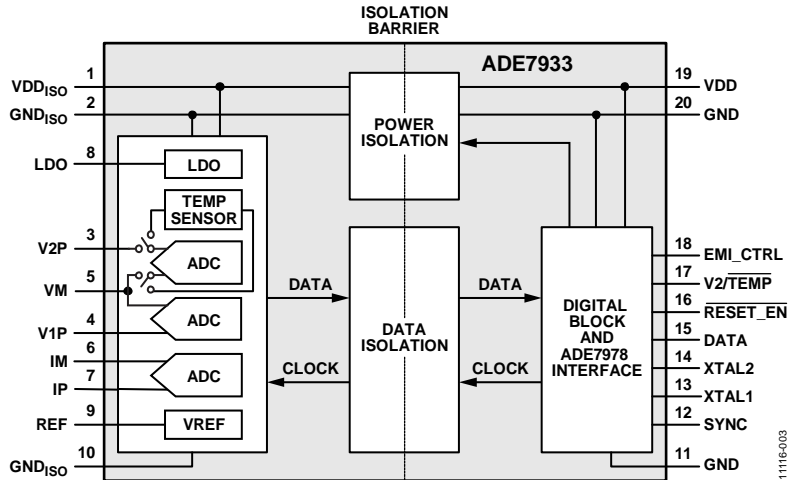 ISOLATION
BARRIER
ADE7933
1
VDDISO
2
GNDISO
8
LDO
3
V2P
5
VM
4
V1P
6
IM
7
IP
9
REF
10
GNDISO
LDO
TEMP
SENSOR
ADC
ADC
ADC
VREF
POWER
ISOLATION
DATA
CLOCK
DATA
ISOLATION
DATA
CLOCK
DIGITAL
BLOCK
AND
ADE7978
INTERFACE
19
VDD
20
GND
18
EMI_CTRL
17
V2/TEMP
16
RESET_EN
15
DATA
14
XTAL2
13
XTAL1
12
SYNC
11
GND
11116-003